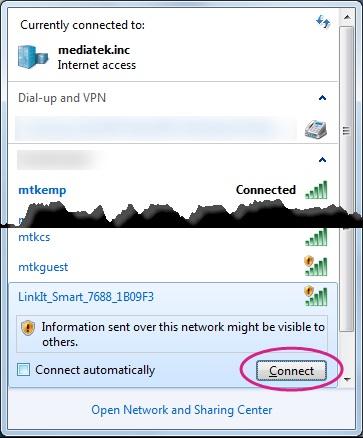 Currently connected to:
mediatek.inc
Internet access
Dial-up and VPN
mtkemp Connected
mtkcs
mtkguest
LinkIt_Smart_7688_1B09F3
Information sent over this network might be visible to
others.
Connect automatically
Connect
Open Network and Sharing Center